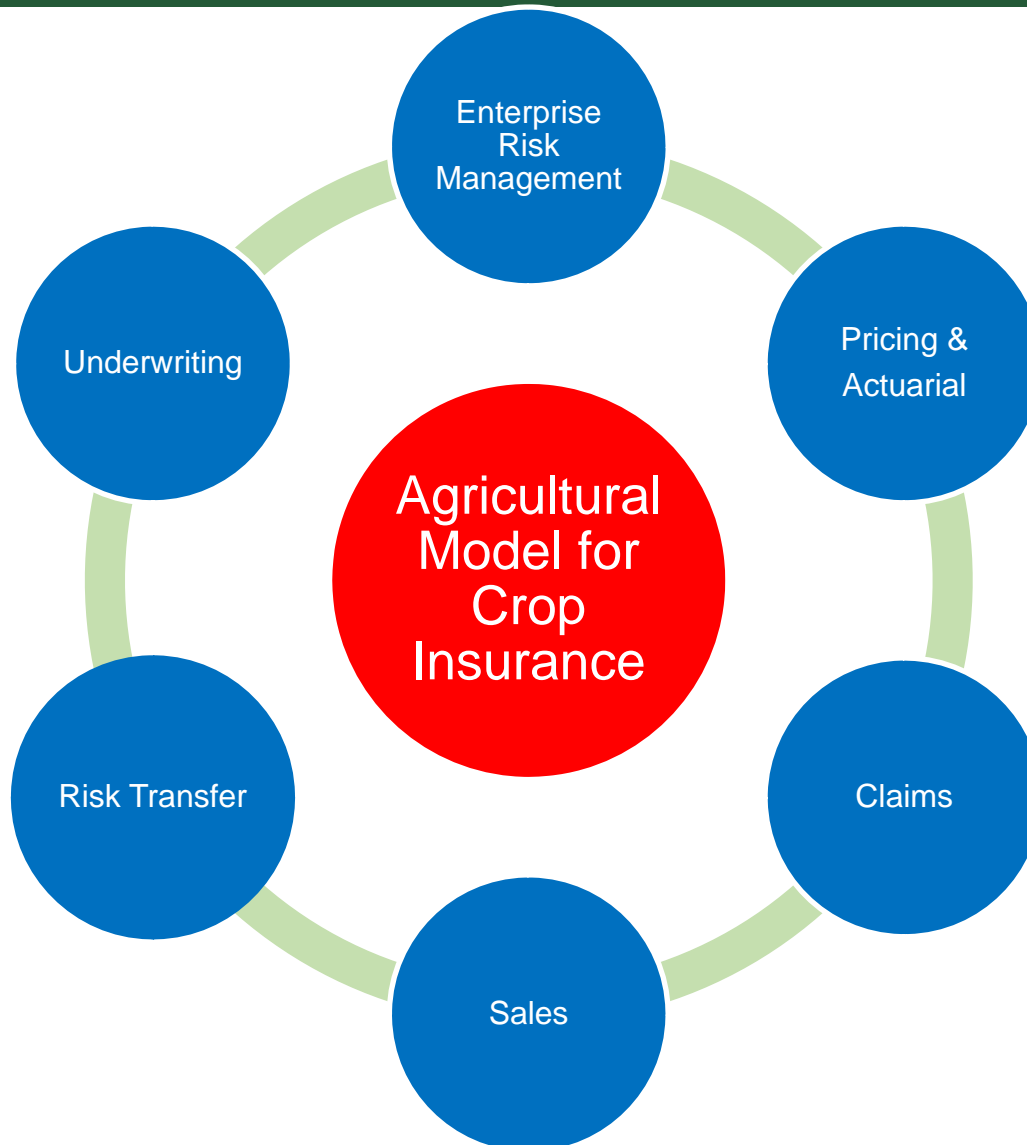 Enterprise
Risk
Management
Pricing &
Actuarial
Underwriting
Agricultural
Model for
Crop
Insurance
Risk Transfer
Claims
Sales